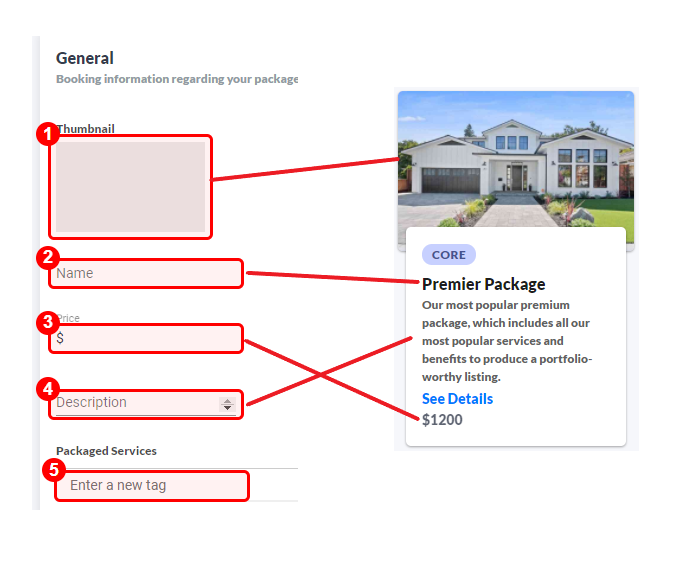 General
Booking information regarding your package
1
Thumbnail
2
Name
3
Price
$
4
Description
Packaged Services
5
Enter a new tag
CORE
Premier Package
Our most popular premium
package, which includes all our
most popular services and
benefits to produce a portfolio-
worthy listing.
See Details
$1200